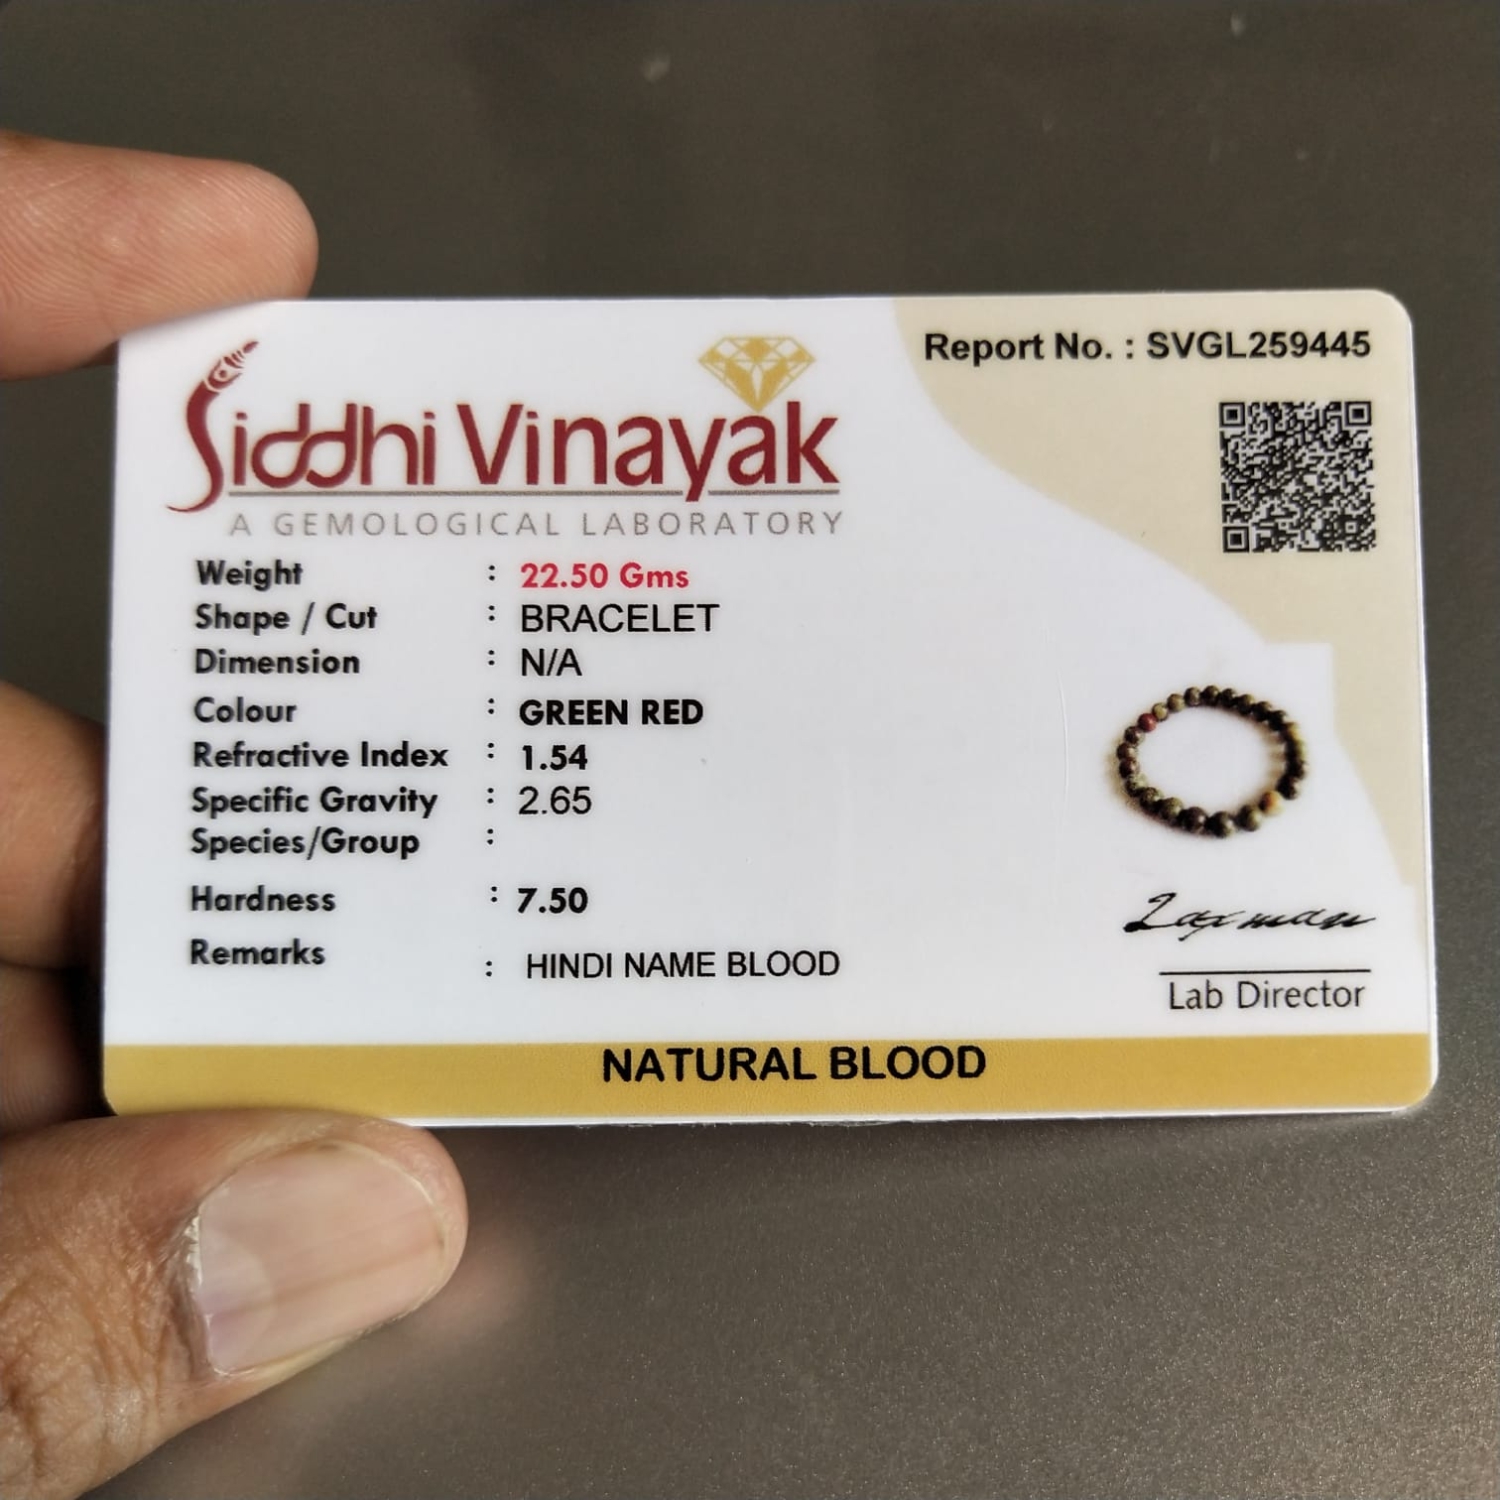 Report No. : SVGL259445
Siddhi Vinayak
A GEMOLOGICAL LABORATORY
Weight : 22.50 Gms
Shape / Cut : BRACELET
Dimension : N/A
Colour : GREEN RED
Refractive Index : 1.54
Specific Gravity : 2.65
Species/Group :
Hardness : 7.50
Remarks : HINDI NAME BLOOD
Laxman
Lab Director
NATURAL BLOOD